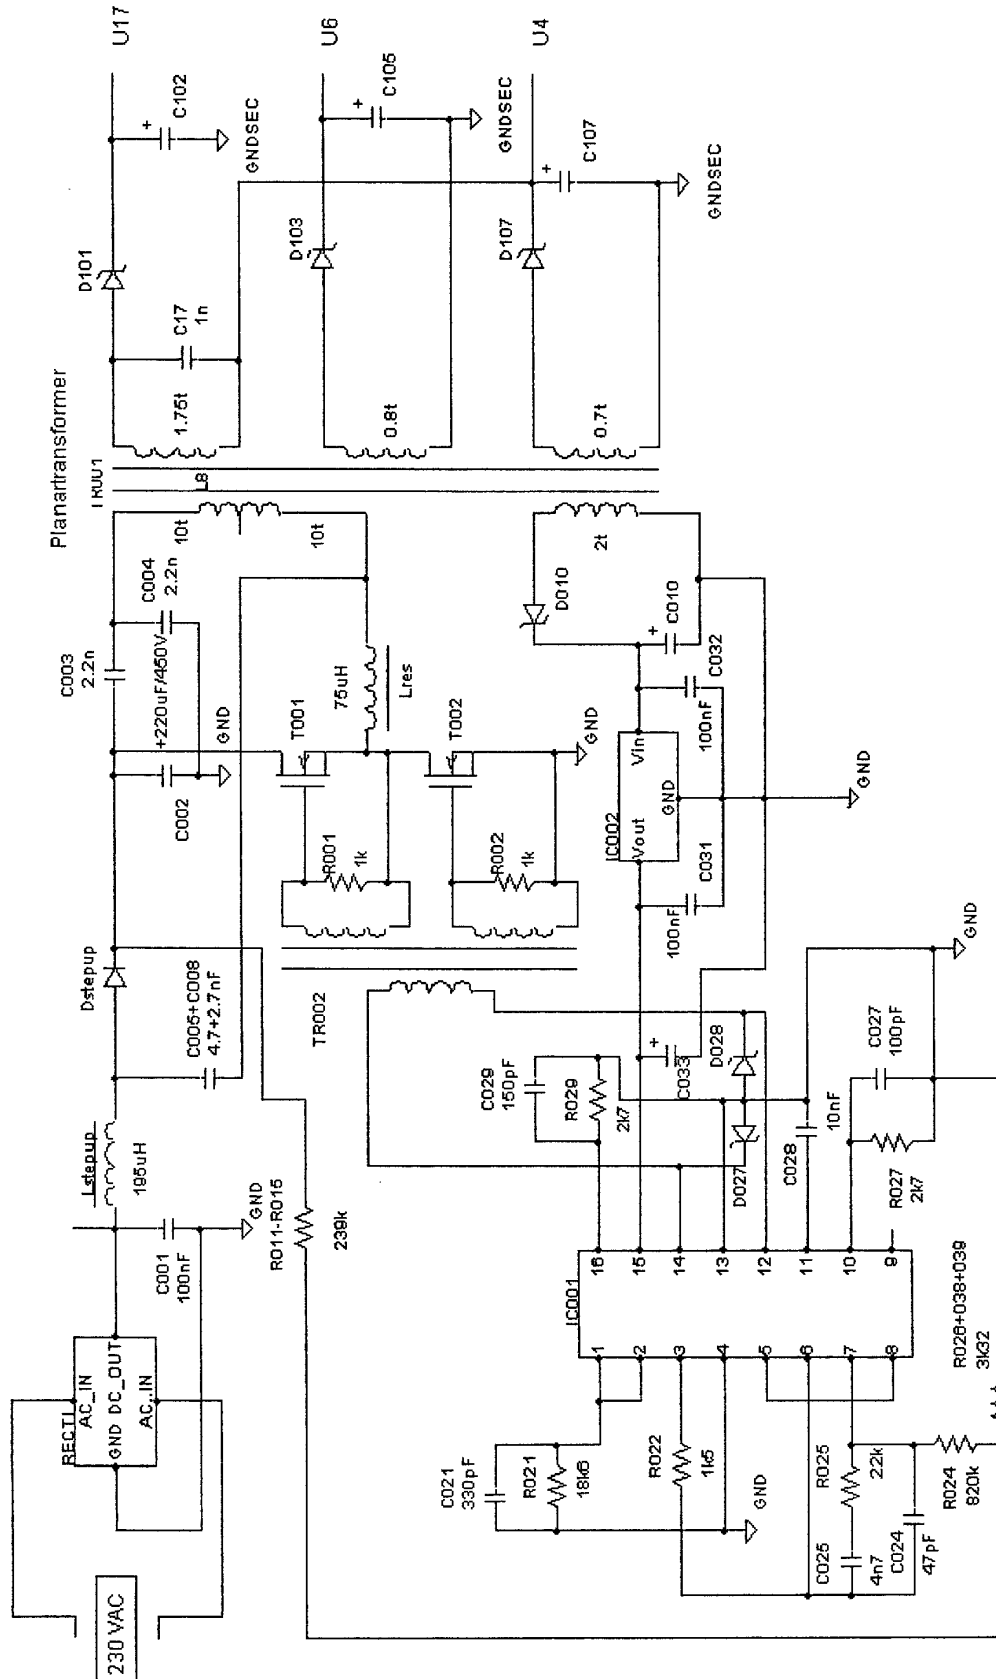 U17
U6
U4
C102
+
GNDSEC
C105
+
GNDSEC
C107
+
GNDSEC
D101
D103
D107
C17
1n
1.75t
0.8t
0.7t
Planartransformer
L8
10t
10t
2t
C004
2.2n
C003
2.2n
+220uF/450V
C002
GND
D010
+
C010
C032
100nF
75uH
Lres
T001
T002
GND
R001
1k
R002
1k
Vin
GND
Vout
IC002
C031
100nF
GND
Dstepup
C005+C008
4.7+2.7nF
TR002
Lstepup
195uH
C029
150pF
R029
2k7
+
C033
D028
D027
C028
10nF
C027
100pF
R027
2k7
GND
GND
C001
100nF
R011-R015
239k
RECT1
AC_IN
GND DC_OUT
AC_IN
230 VAC
IC001
16
15
14
13
12
11
10
9
1
2
3
4
5
6
7
8
R026+038+039
3k32
C021
330pF
R021
18k6
R022
1k5
GND
R025
22k
C025
4n7
C024
47pF
R024
820k